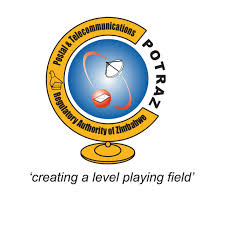 Postal & Telecommunications
Regulatory Authority of Zimbabwe
POTRAZ
'creating a level playing field'